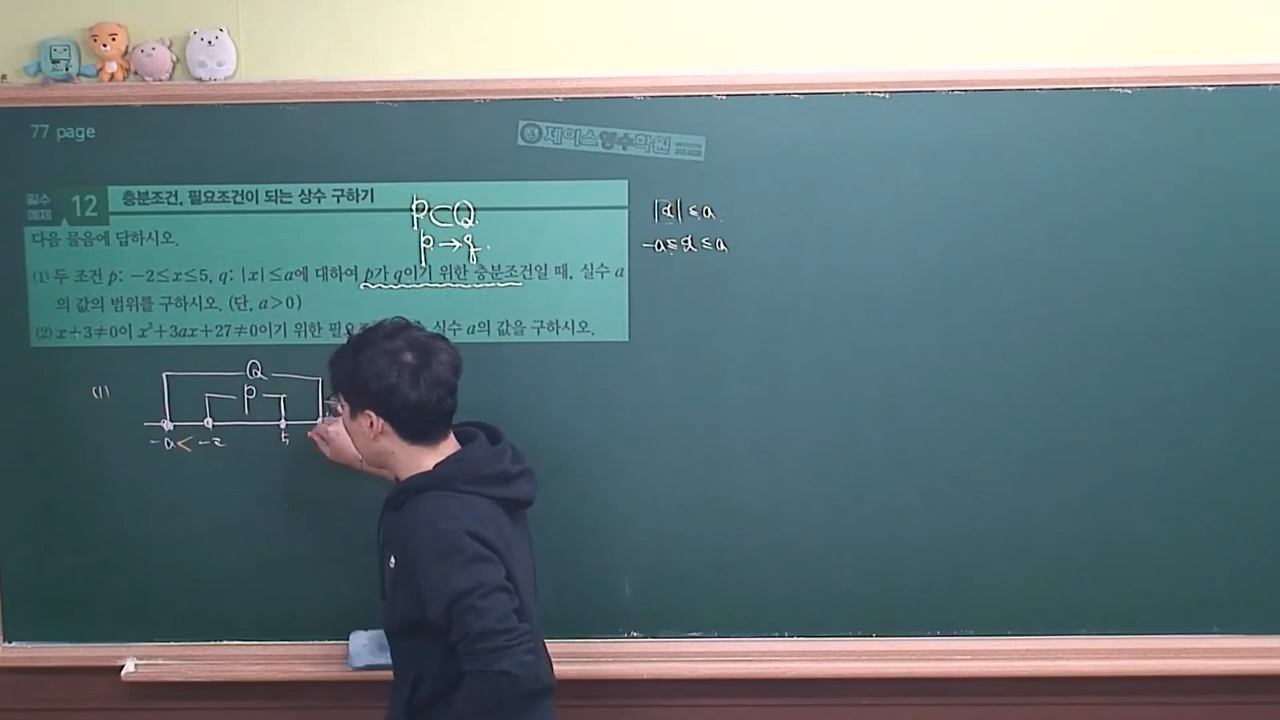 77 page
제이스영수학원
필수 예제 12 충분조건, 필요조건이 되는 상수 구하기
다음 물음에 답하시오.
(1) 두 조건 p: −2≤x≤5, q: |x|≤a에 대하여 p가 q이기 위한 충분조건일 때, 실수 a
의 값의 범위를 구하시오. (단, a>0)
(2) x+3≠0이 x²+3ax+27≠0이기 위한 실수 a의 값을 구하시오.
P⊂Q.
p→q.
|x|≤a
-a≤x≤a
(1)
Q
P
-a < -2 5